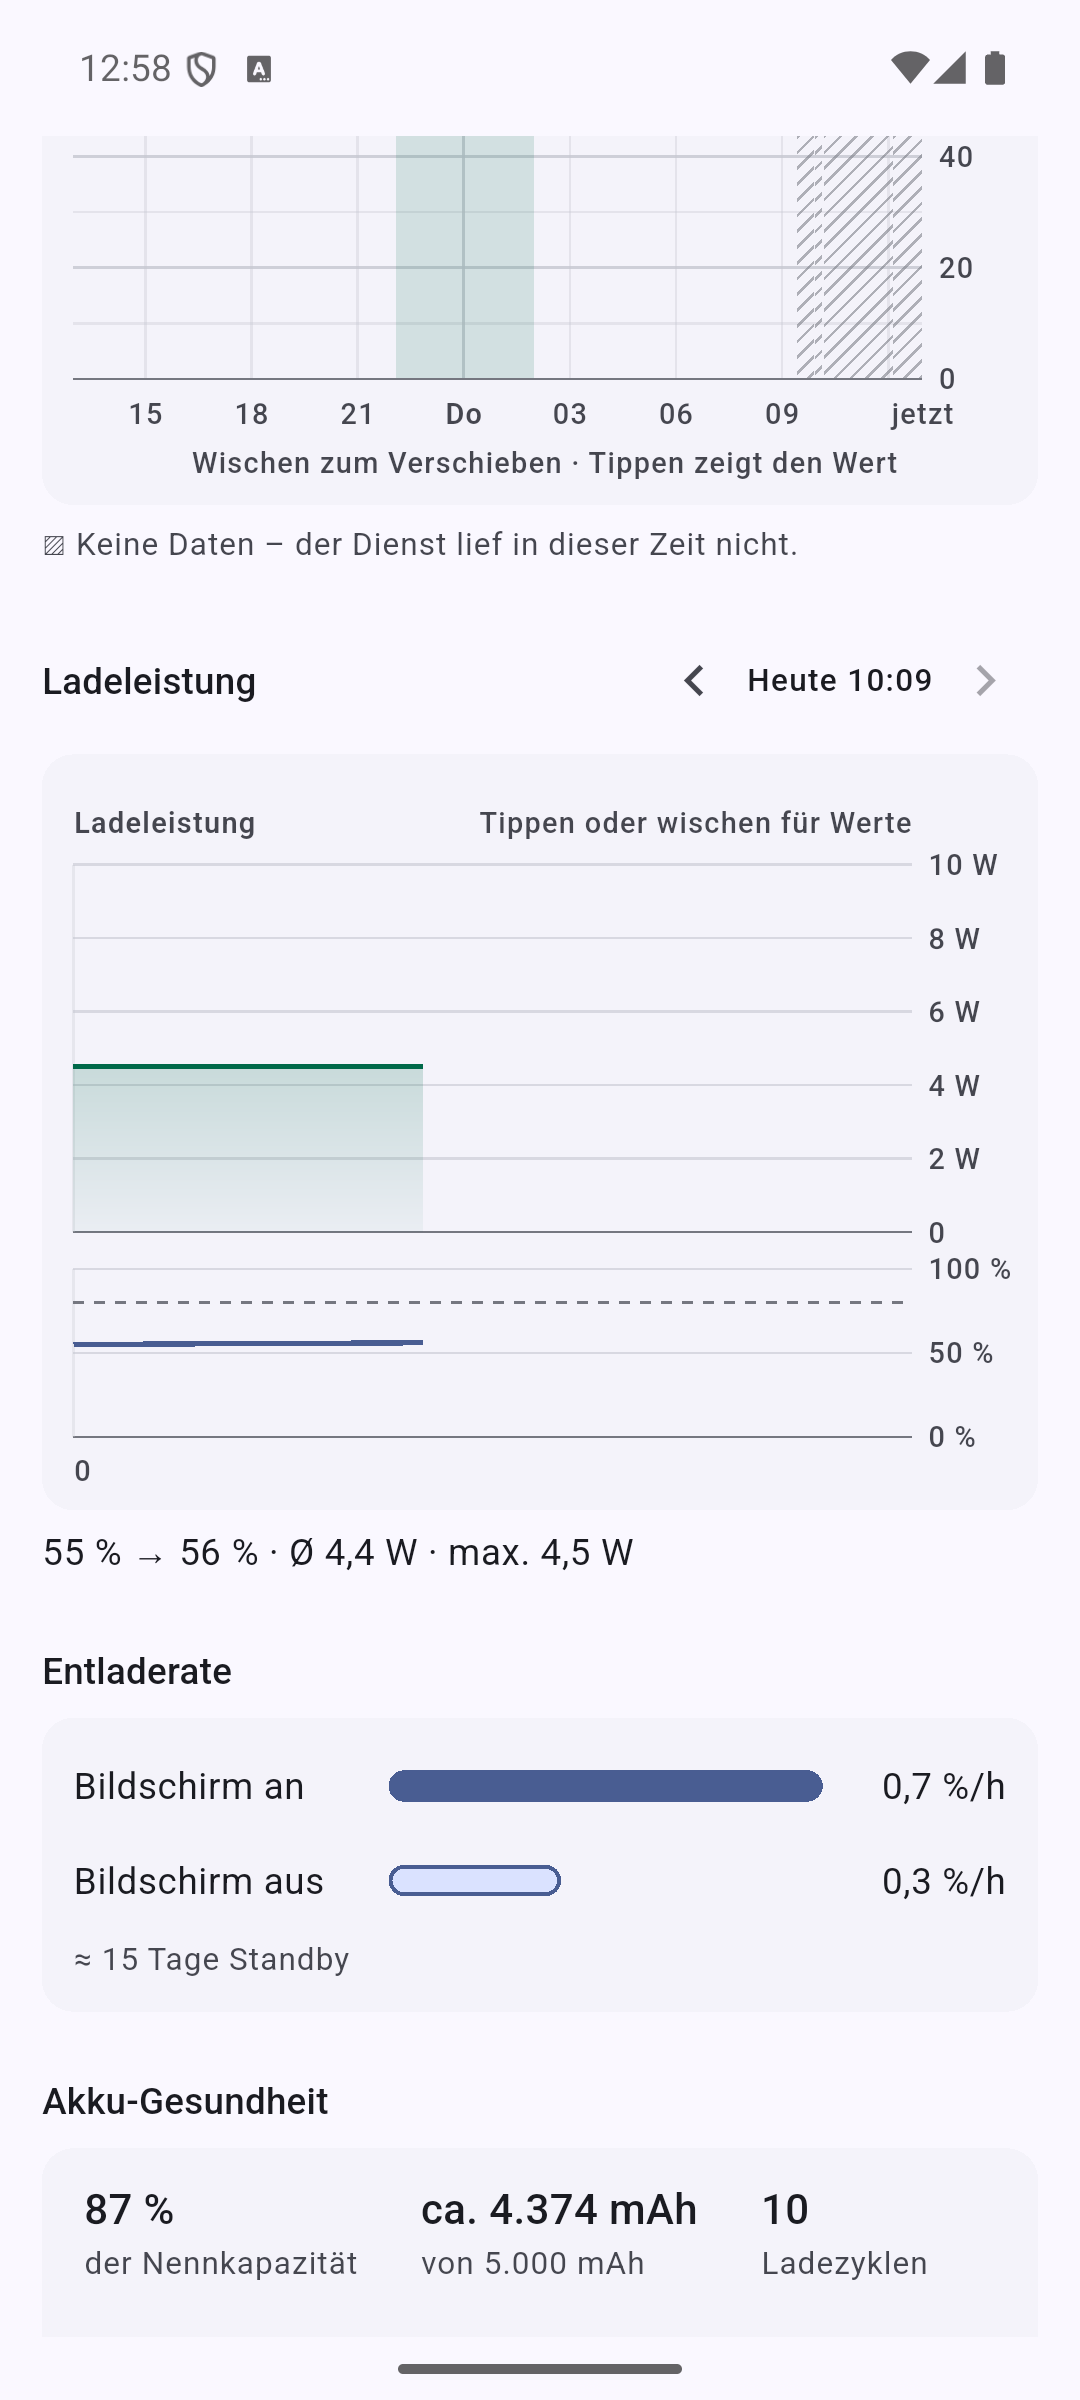 12:58
40
20
0
15 18 21 Do 03 06 09 jetzt
Wischen zum Verschieben · Tippen zeigt den Wert
Keine Daten – der Dienst lief in dieser Zeit nicht.
Ladeleistung
Heute 10:09
Ladeleistung
Tippen oder wischen für Werte
10 W
8 W
6 W
4 W
2 W
0
100 %
50 %
0 %
0
55 % → 56 % · Ø 4,4 W · max. 4,5 W
Entladerate
Bildschirm an 0,7 %/h
Bildschirm aus 0,3 %/h
≈ 15 Tage Standby
Akku-Gesundheit
87 % ca. 4.374 mAh 10
der Nennkapazität von 5.000 mAh Ladezyklen